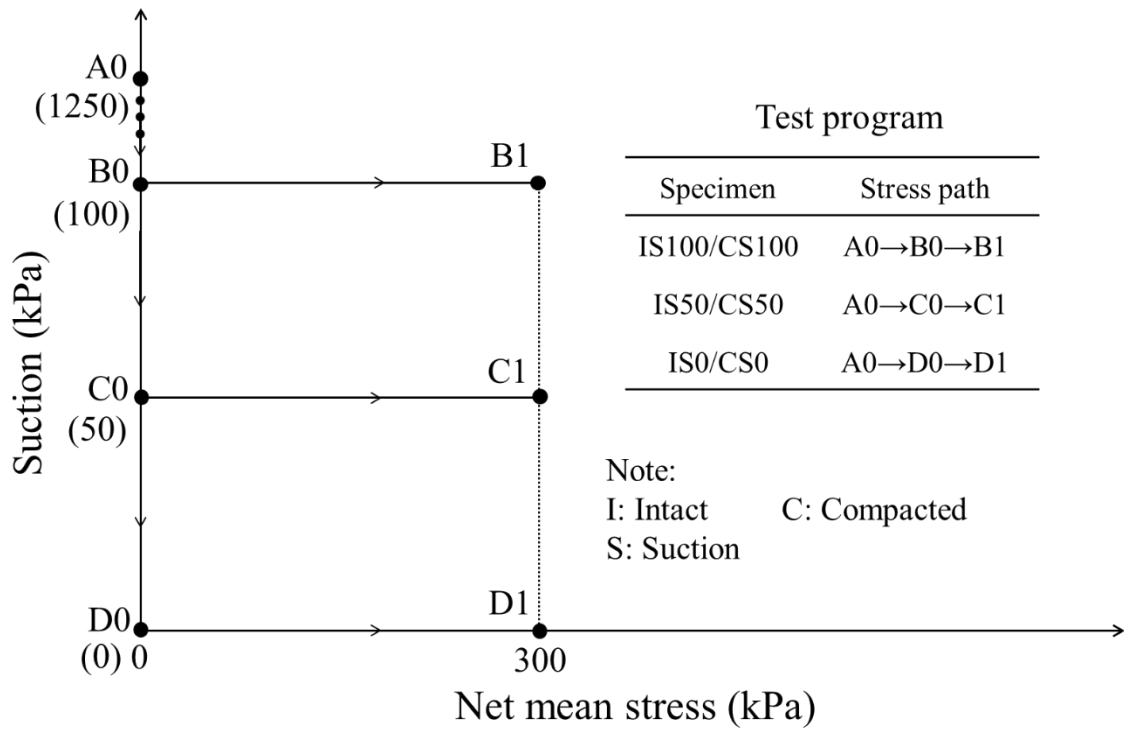 A0
(1250)
B0
(100)
B1
C0
(50)
C1
D0
(0) 0
D1
300
Suction (kPa)
Net mean stress (kPa)
Test program
Specimen Stress path
IS100/CS100 A0→B0→B1
IS50/CS50 A0→C0→C1
IS0/CS0 A0→D0→D1
Note:
I: Intact C: Compacted
S: Suction